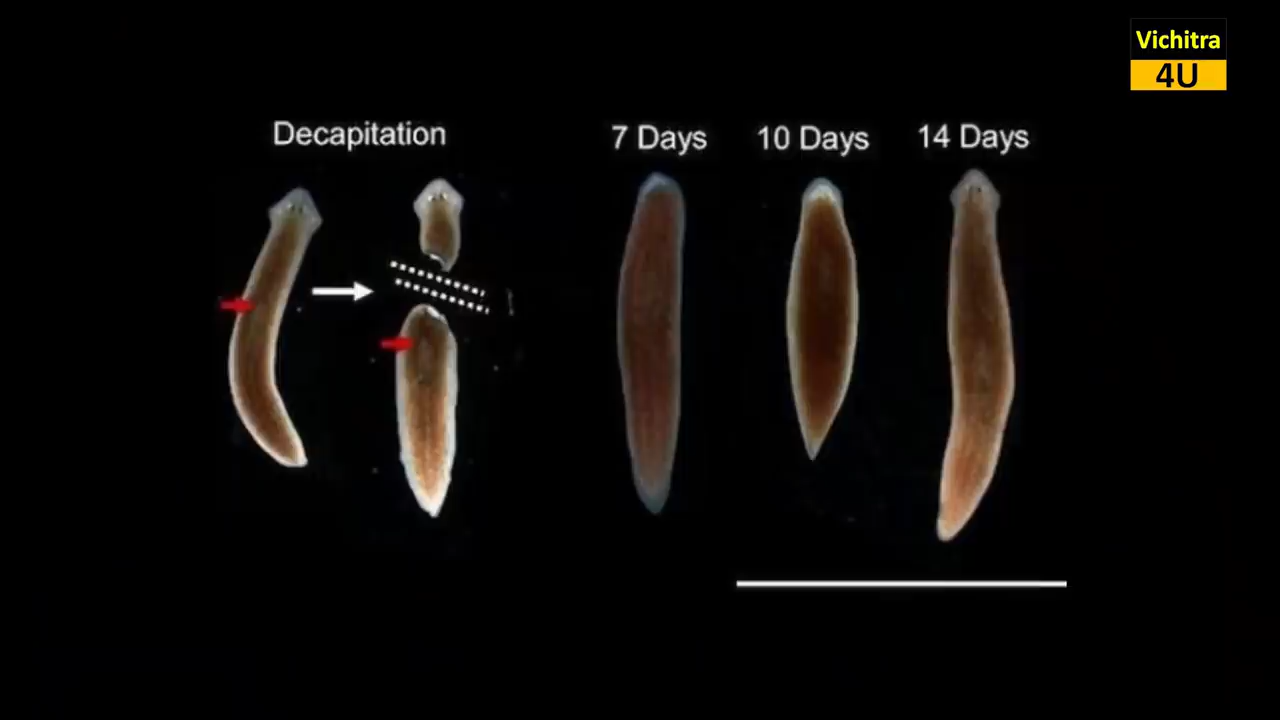 Vichitra
4U
Decapitation
7 Days
10 Days
14 Days